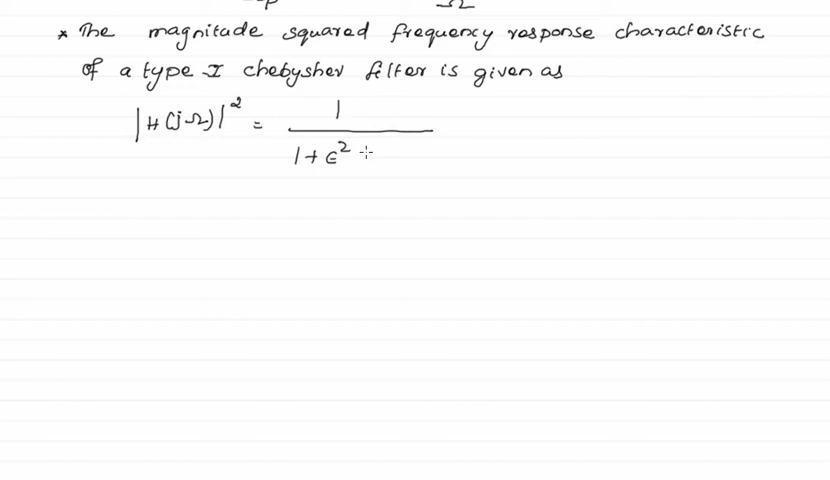 * The magnitude squared frequency response characteristic
of a type-I chebyshev filter is given as
|H(jΩ)|² = 1 / 1+ϵ²